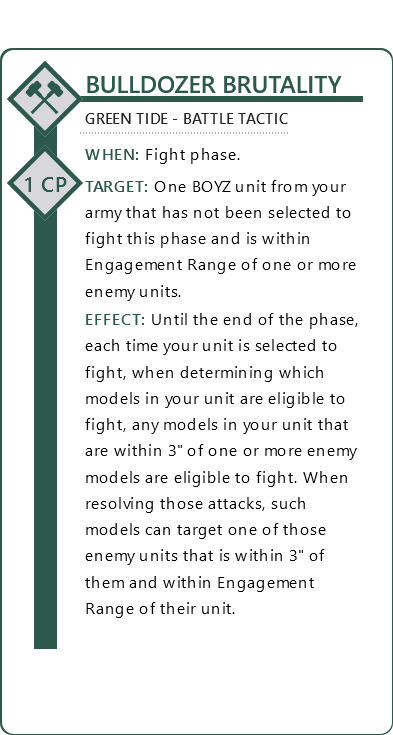 BULLDOZER BRUTALITY
GREEN TIDE - BATTLE TACTIC
WHEN: Fight phase.
1 CP
TARGET: One BOYZ unit from your
army that has not been selected to
fight this phase and is within
Engagement Range of one or more
enemy units.
EFFECT: Until the end of the phase,
each time your unit is selected to
fight, when determining which
models in your unit are eligible to
fight, any models in your unit that
are within 3" of one or more enemy
models are eligible to fight. When
resolving those attacks, such
models can target one of those
enemy units that is within 3" of
them and within Engagement
Range of their unit.